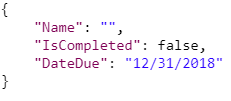 {
    "Name": "",
    "IsCompleted": false,
    "DateDue": "12/31/2018"
}